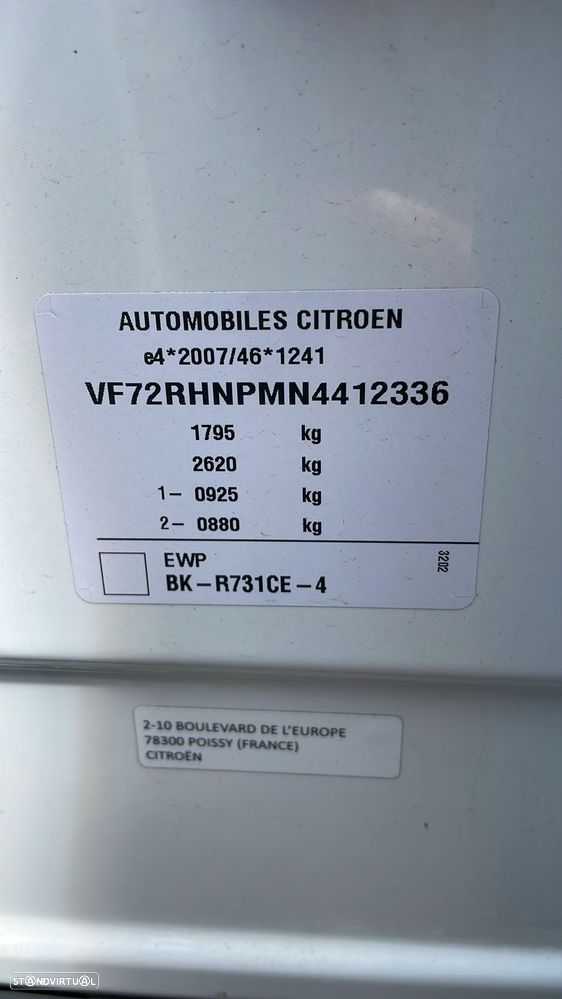 AUTOMOBILES CITROEN
e4*2007/46*1241
VF72RHNPMN4412336
1795 kg
2620 kg
1- 0925 kg
2- 0880 kg
EWP
BK-R731CE-4
3202
2-10 BOULEVARD DE L'EUROPE
78300 POISSY (FRANCE)
CITROËN
STANDVIRTUAL